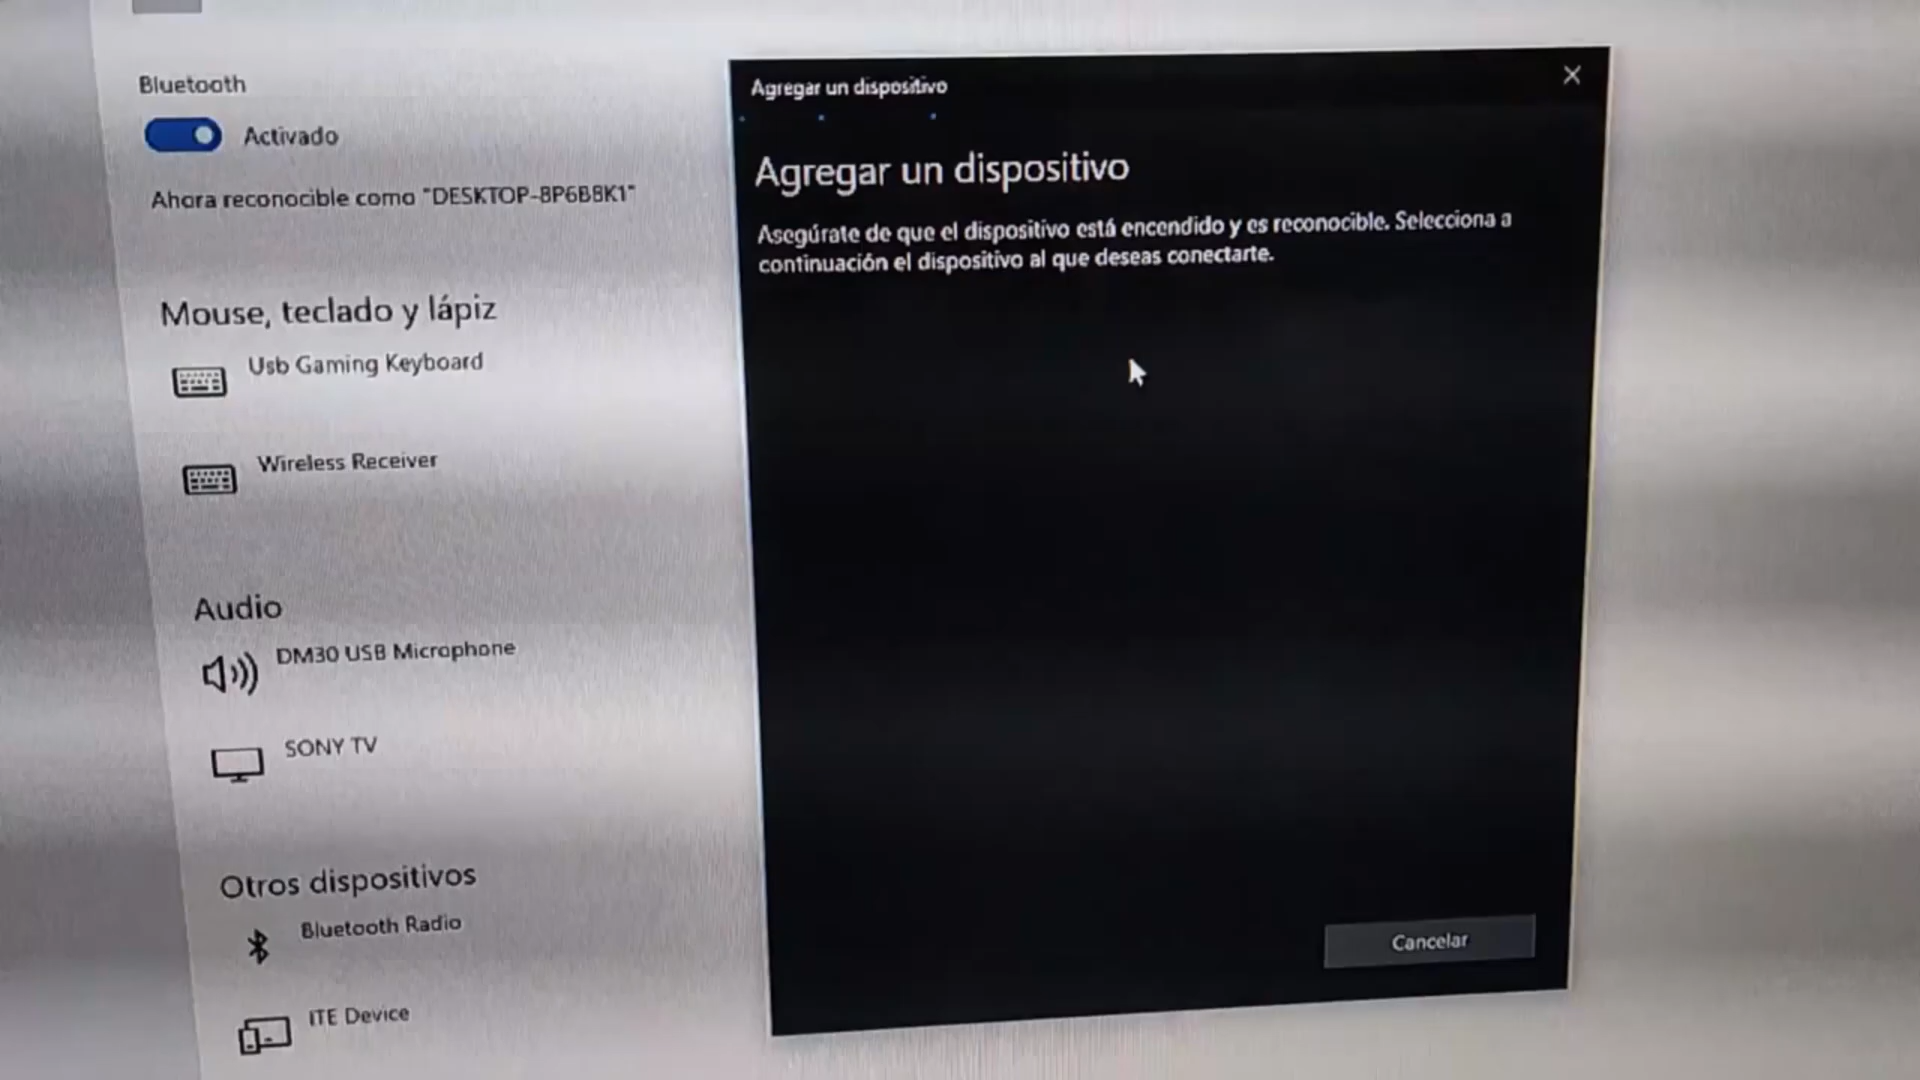 Bluetooth
Activado
Ahora reconocible como "DESKTOP-8P6B8K1"
Mouse, teclado y lápiz
Usb Gaming Keyboard
Wireless Receiver
Audio
DM30 USB Microphone
SONY TV
Otros dispositivos
Bluetooth Radio
ITE Device
Agregar un dispositivo
Agregar un dispositivo
Asegúrate de que el dispositivo está encendido y es reconocible. Selecciona a
continuación el dispositivo al que deseas conectarte.
Cancelar